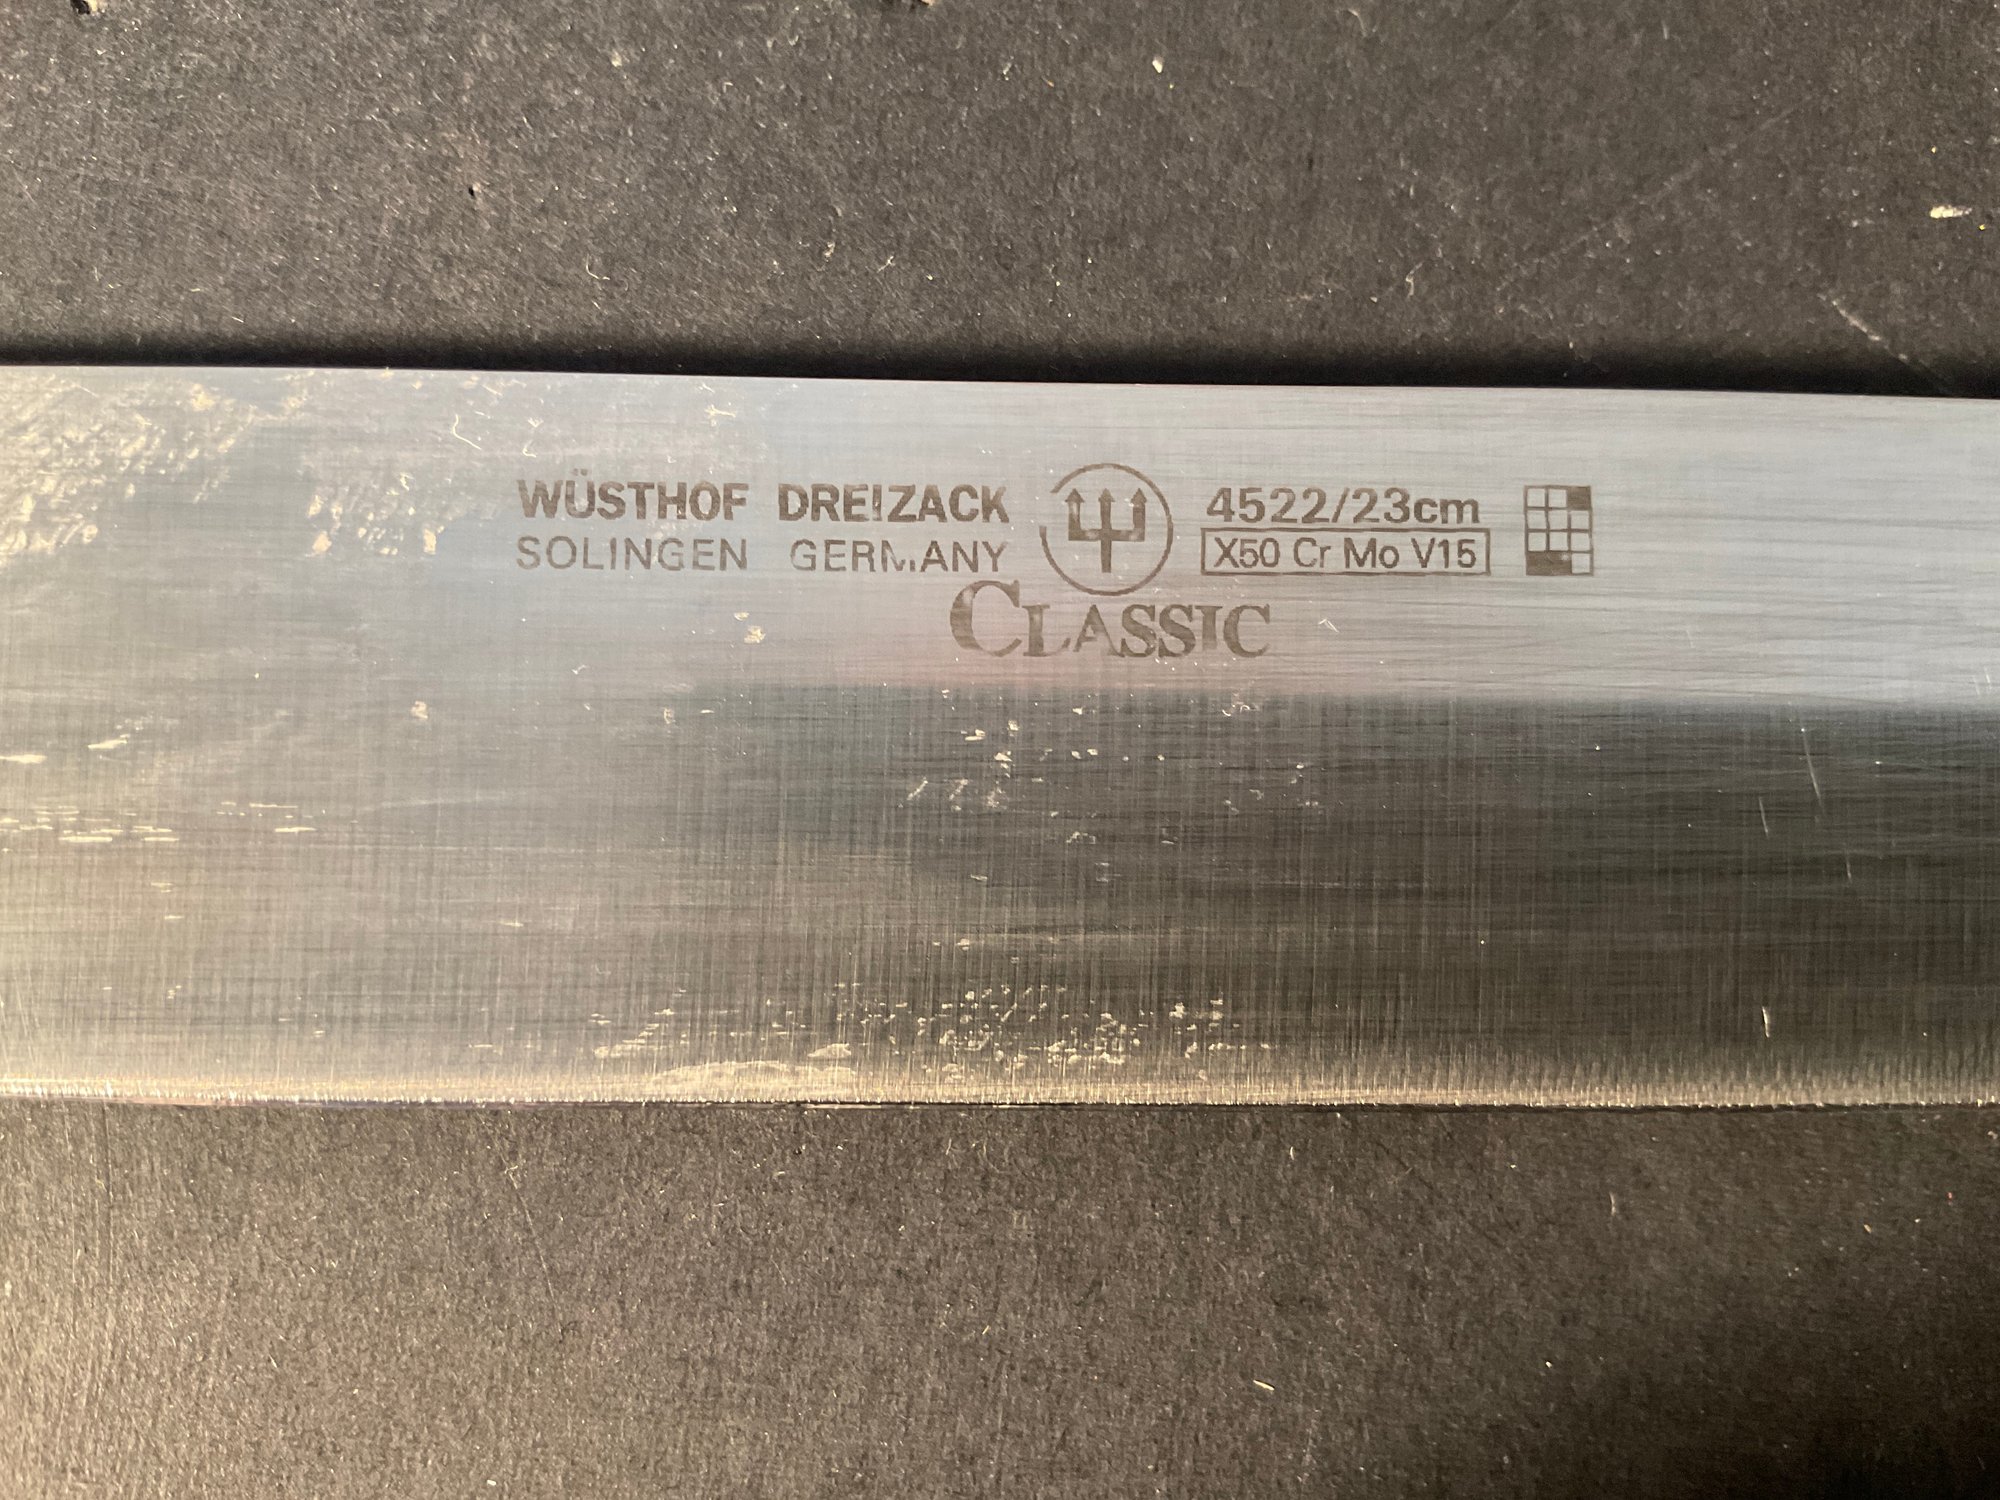 WÜSTHOF DREIZACK 4522/23cm
SOLINGEN GERMANY X50 Cr Mo V15
CLASSIC